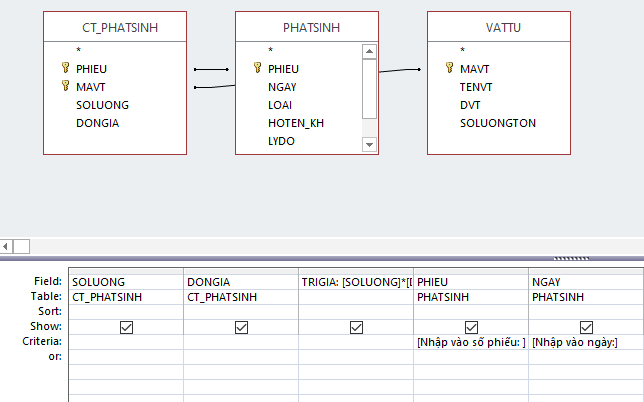 CT_PHATSINH
*
PHIEU
MAVT
SOLUONG
DONGIA
PHATSINH
*
PHIEU
NGAY
LOAI
HOTEN_KH
LYDO
VATTU
*
MAVT
TENVT
DVT
SOLUONGTON
Field: SOLUONG DONGIA TRIGIA: [SOLUONG]*[D PHIEU NGAY
Table: CT_PHATSINH CT_PHATSINH PHATSINH PHATSINH
Sort:
Show:
Criteria: [Nhập vào số phiếu: ] [Nhập vào ngày:]
or: